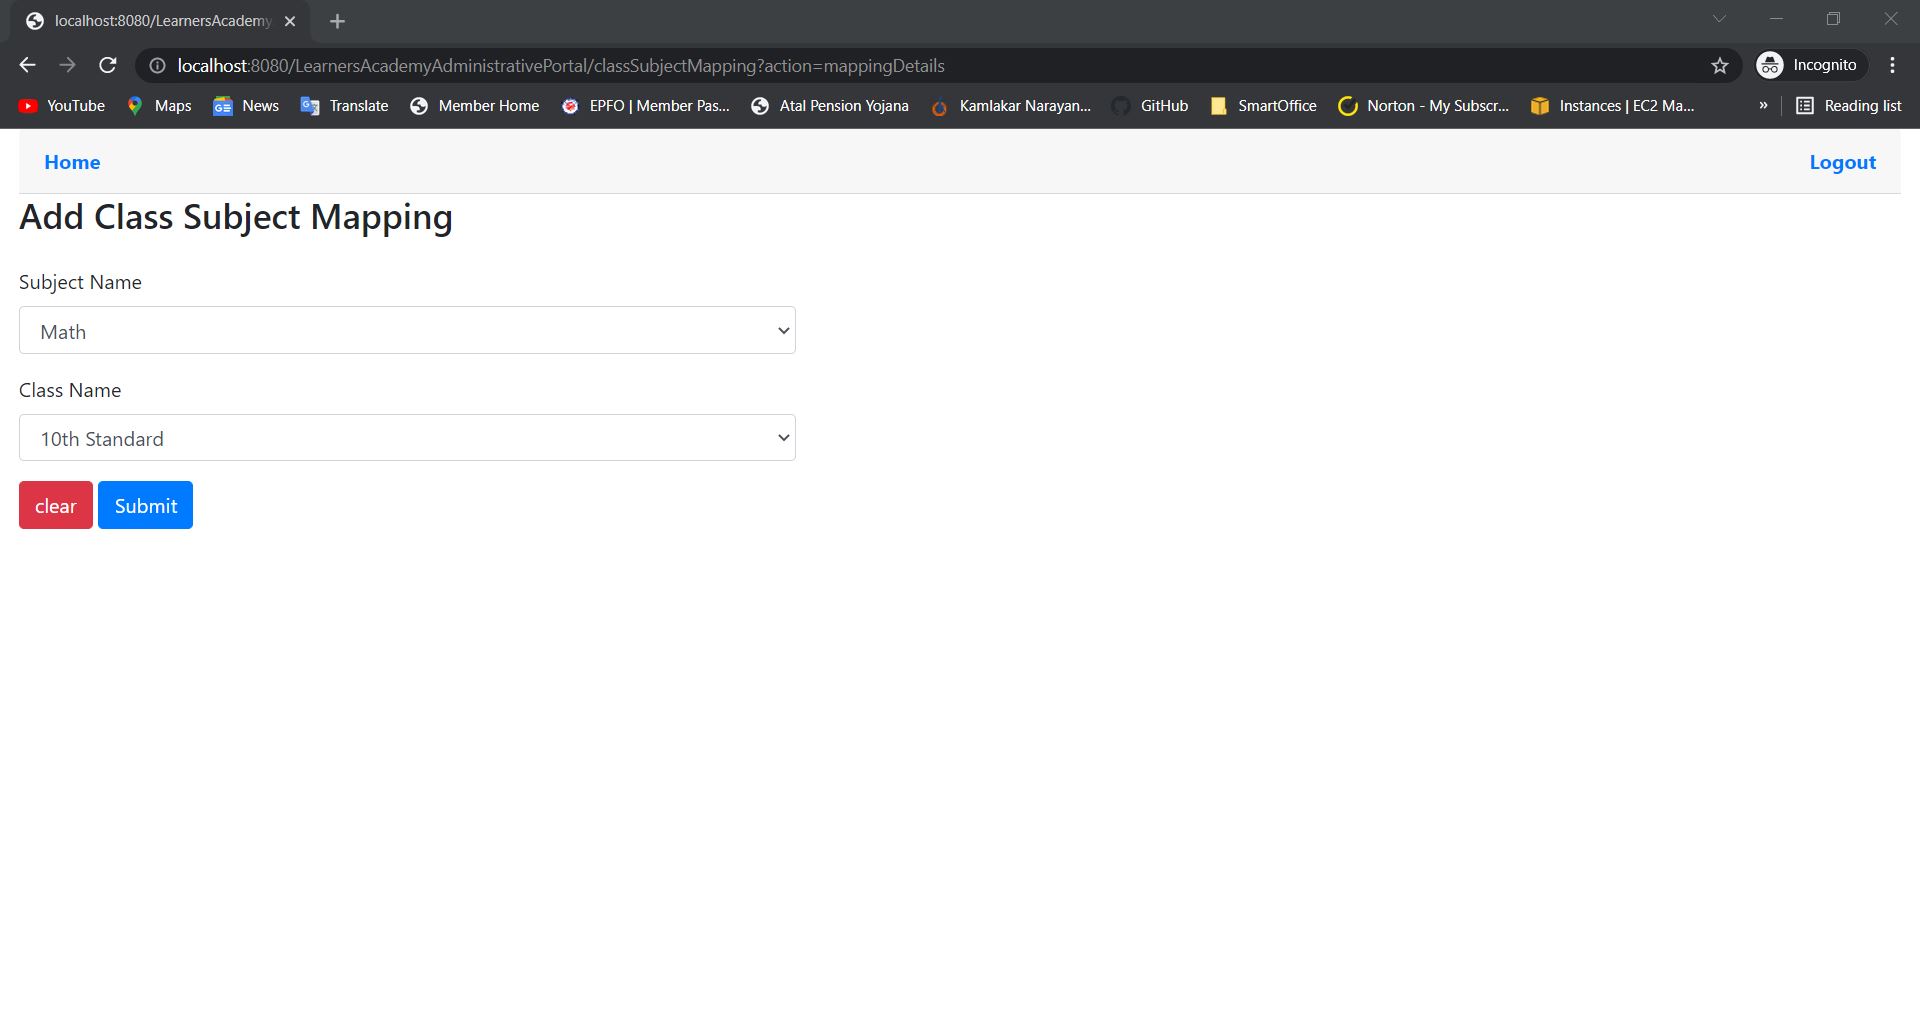 localhost:8080/LearnersAcademy
localhost:8080/LearnersAcademyAdministrativePortal/classSubjectMapping?action=mappingDetails
Incognito
YouTube Maps News Translate Member Home EPFO | Member Pas... Atal Pension Yojana Kamlakar Narayan... GitHub SmartOffice Norton - My Subscr... Instances | EC2 Ma... » Reading list
Home Logout
Add Class Subject Mapping
Subject Name
Math
Class Name
10th Standard
clear Submit